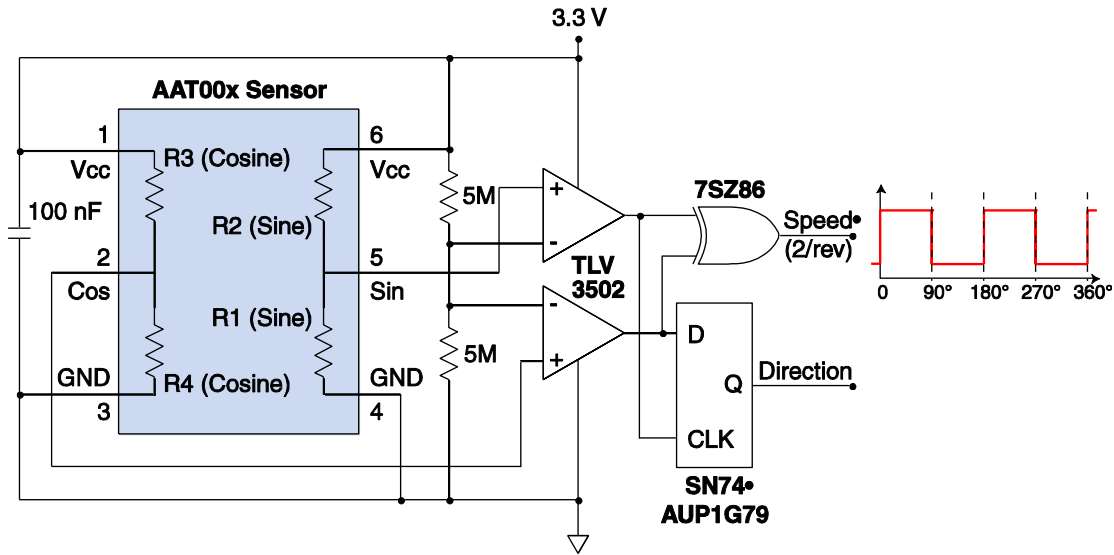 3.3 V
AAT00x Sensor
1
Vcc
R3 (Cosine)
6
Vcc
100 nF
R2 (Sine)
5M
+
-
7SZ86
Speed•
(2/rev)
2
Cos
5
Sin
TLV
3502
0 90° 180° 270° 360°
R1 (Sine)
-
+
5M
D
GND
3
R4 (Cosine)
GND
4
Q
Direction
CLK
SN74•
AUP1G79